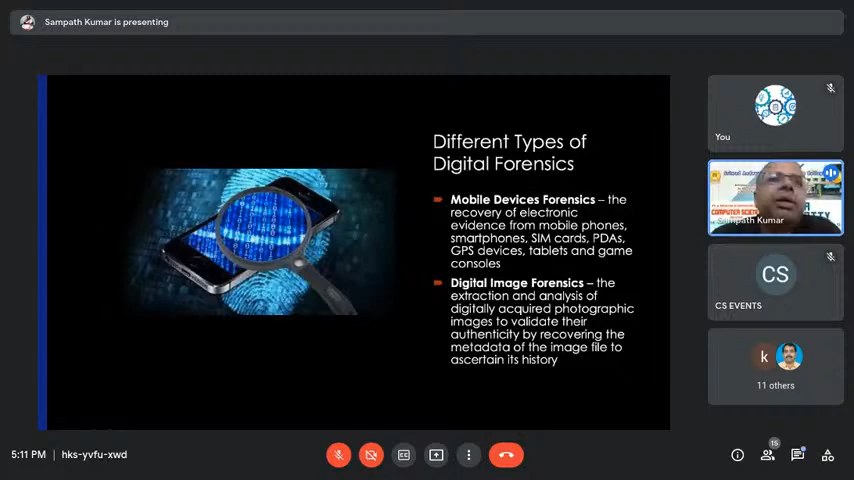 Sampath Kumar is presenting
Different Types of
Digital Forensics
Mobile Devices Forensics – the
recovery of electronic
evidence from mobile phones,
smartphones, SIM cards, PDAs,
GPS devices, tablets and game
consoles
Digital Image Forensics – the
extraction and analysis of
digitally acquired photographic
images to validate their
authenticity by recovering the
metadata of the image file to
ascertain its history
You
COMPUTER SCIEN
Sampath Kumar
CS
CS EVENTS
k
11 others
5:11 PM | hks-yvfu-xwd
15